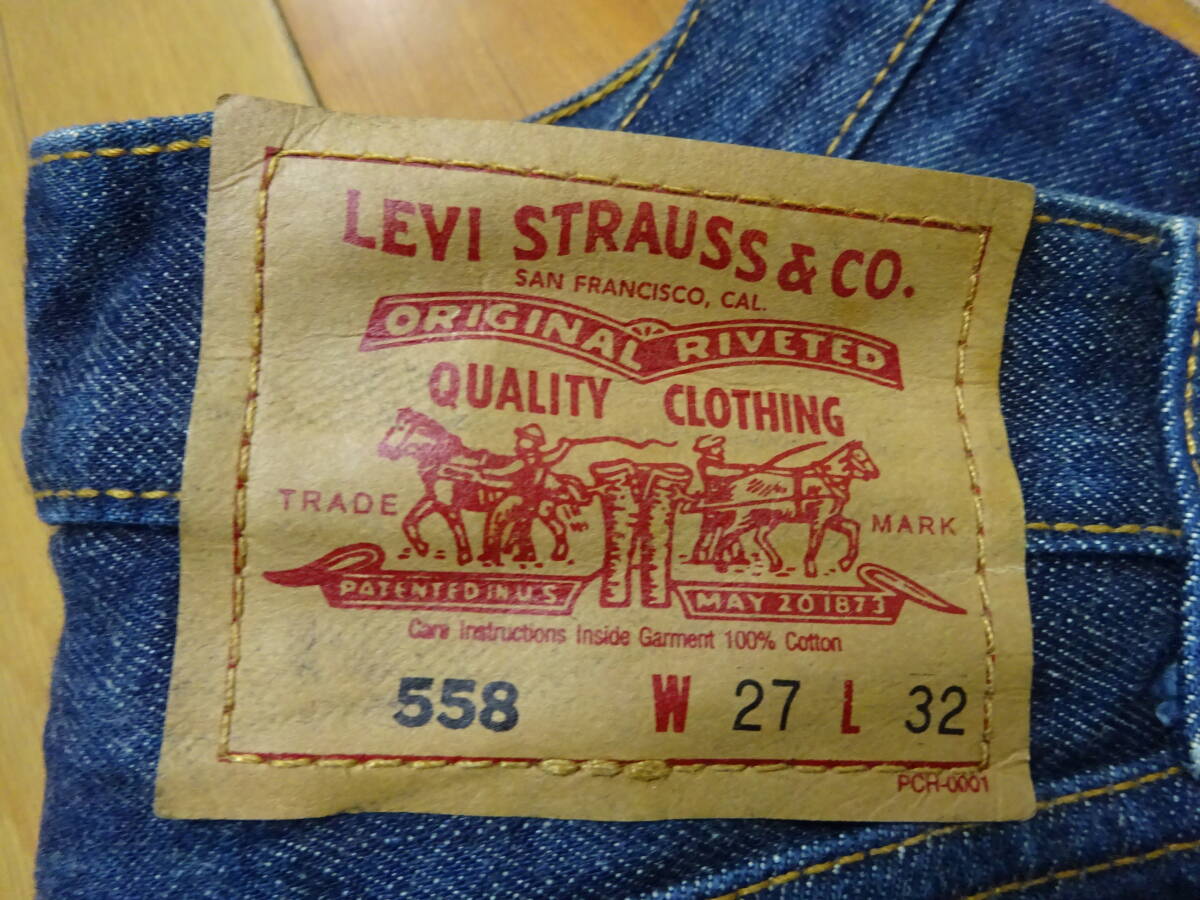 LEVI STRAUSS & CO.
SAN FRANCISCO, CAL.
ORIGINAL RIVETED
QUALITY CLOTHING
TRADE MARK
PATENTED IN U.S. MAY 20 1873
Care Instructions Inside Garment 100% Cotton
558 W 27 L 32
PCH-0001